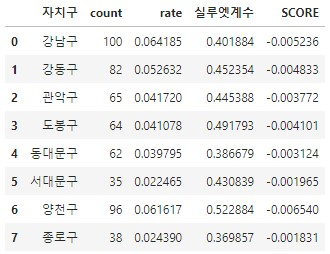 자치구 count rate 실루엣계수 SCORE
0 강남구 100 0.064185 0.401884 -0.005236
1 강동구 82 0.052632 0.452354 -0.004833
2 관악구 65 0.041720 0.445388 -0.003772
3 도봉구 64 0.041078 0.491793 -0.004101
4 동대문구 62 0.039795 0.386679 -0.003124
5 서대문구 35 0.022465 0.430839 -0.001965
6 양천구 96 0.061617 0.522884 -0.006540
7 종로구 38 0.024390 0.369857 -0.001831